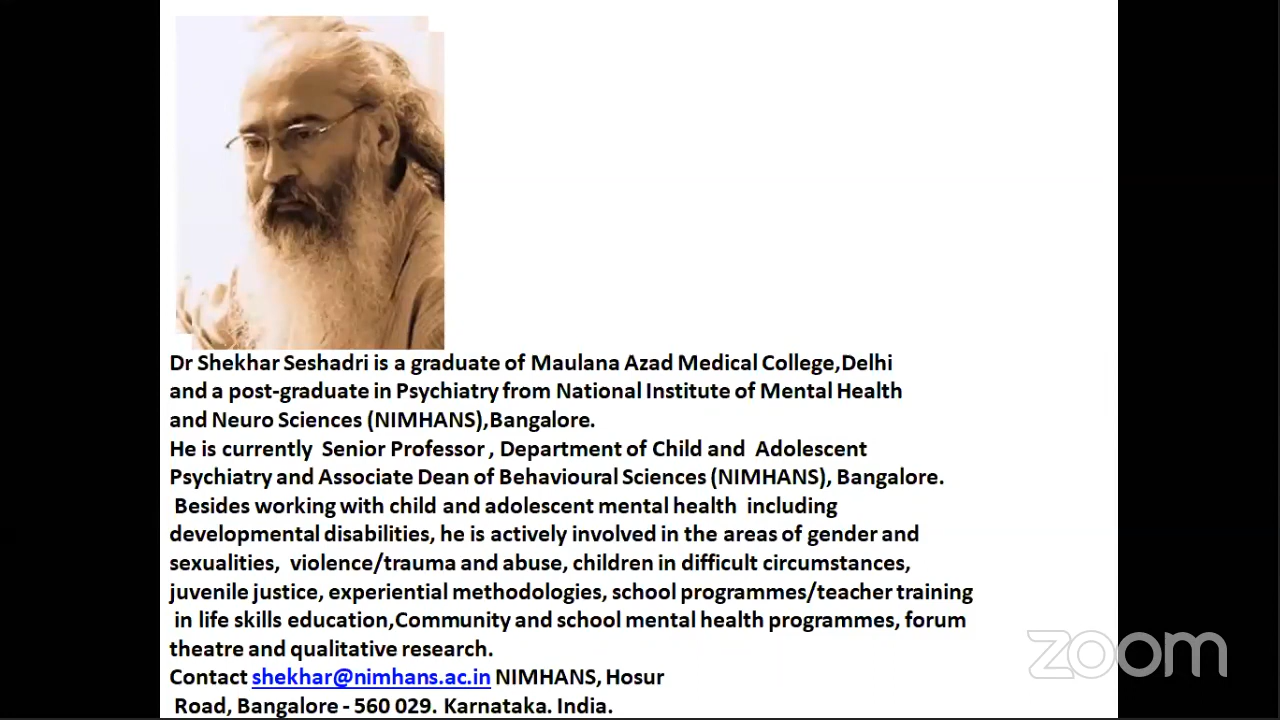 Dr Shekhar Seshadri is a graduate of Maulana Azad Medical College,Delhi
and a post-graduate in Psychiatry from National Institute of Mental Health
and Neuro Sciences (NIMHANS),Bangalore.
He is currently  Senior Professor , Department of Child and  Adolescent
Psychiatry and Associate Dean of Behavioural Sciences (NIMHANS), Bangalore.
Besides working with child and adolescent mental health  including
developmental disabilities, he is actively involved in the areas of gender and
sexualities,  violence/trauma and abuse, children in difficult circumstances,
juvenile justice, experiential methodologies, school programmes/teacher training
in life skills education,Community and school mental health programmes, forum
theatre and qualitative research.
Contact shekhar@nimhans.ac.in NIMHANS, Hosur
Road, Bangalore - 560 029. Karnataka. India.
zoom